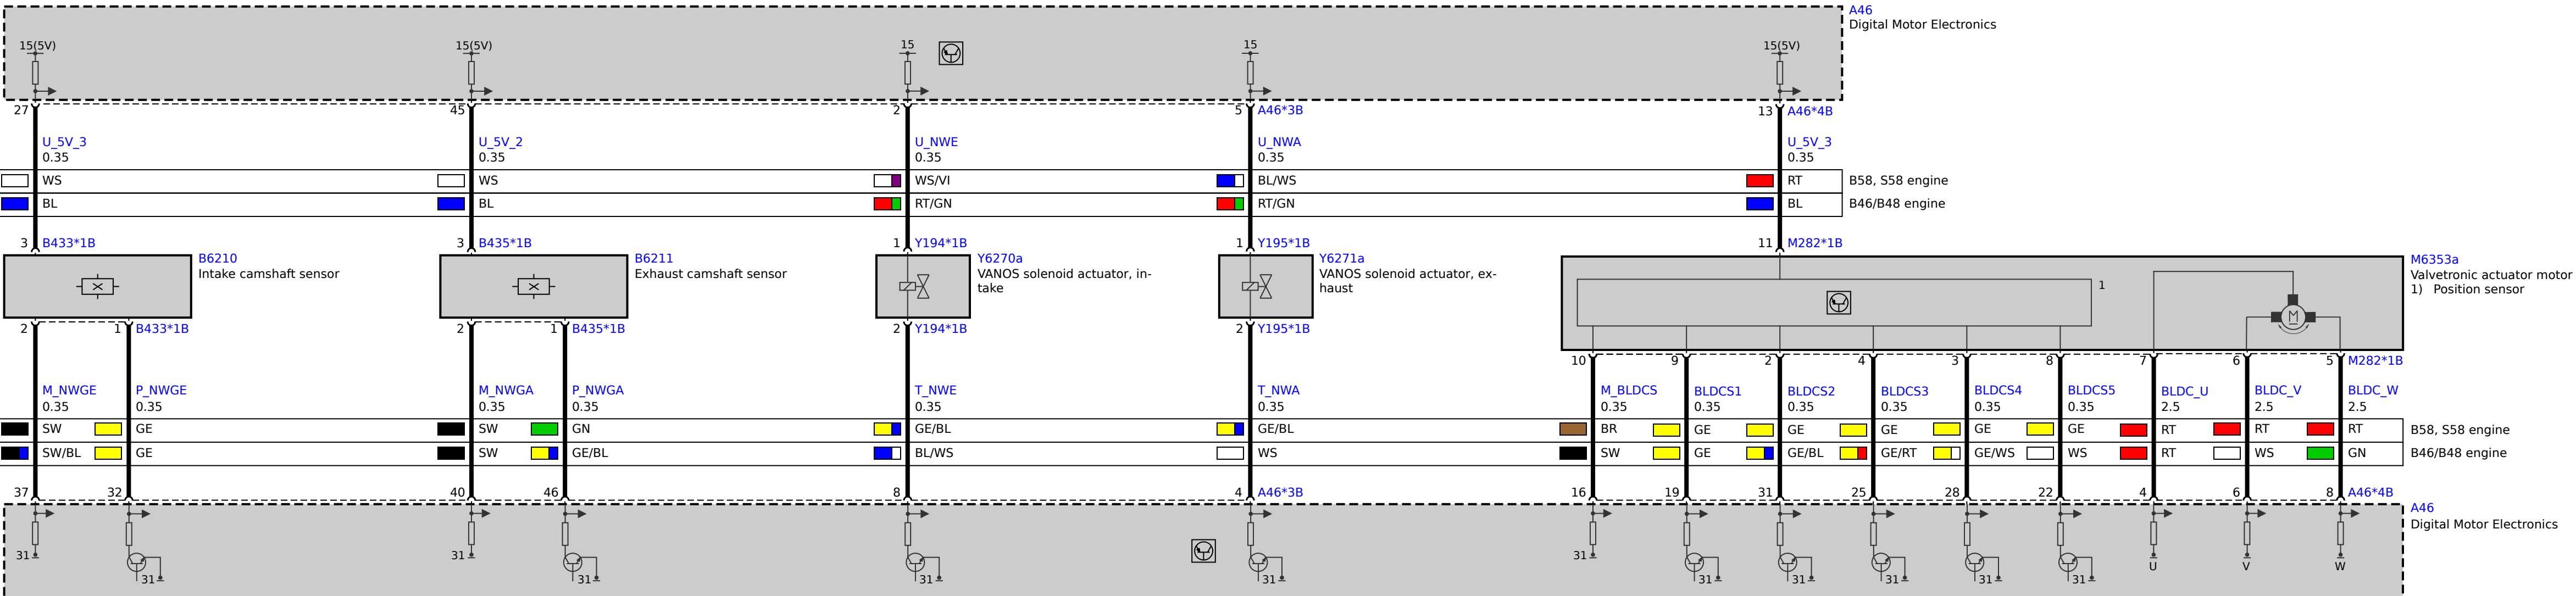 A46
Digital Motor Electronics
15(5V) 15(5V) 15 15 15(5V)
27 45 2 5 A46*3B 13 A46*4B
U_5V_3 U_5V_2 U_NWE U_NWA U_5V_3
0.35 0.35 0.35 0.35 0.35
WS WS WS/VI BL/WS RT B58, S58 engine
BL BL RT/GN RT/GN BL B46/B48 engine
3 B433*1B 3 B435*1B 1 Y194*1B 1 Y195*1B 11 M282*1B
B6210
Intake camshaft sensor
B6211
Exhaust camshaft sensor
Y6270a
VANOS solenoid actuator, in-
take
Y6271a
VANOS solenoid actuator, ex-
haust
1
M
M6353a
Valvetronic actuator motor
1) Position sensor
2 1 B433*1B 2 1 B435*1B 2 Y194*1B 2 Y195*1B
10 9 2 4 3 8 7 6 5 M282*1B
M_NWGE P_NWGE M_NWGA P_NWGA T_NWE T_NWA M_BLDCS BLDCS1 BLDCS2 BLDCS3 BLDCS4 BLDCS5 BLDC_U BLDC_V BLDC_W
0.35 0.35 0.35 0.35 0.35 0.35 0.35 0.35 0.35 0.35 0.35 0.35 2.5 2.5 2.5
SW GE SW GN GE/BL GE/BL BR GE GE GE GE GE RT RT RT B58, S58 engine
SW/BL GE SW GE/BL BL/WS WS SW GE GE/BL GE/RT GE/WS WS RT WS GN B46/B48 engine
37 32 40 46 8 4 A46*3B 16 19 31 25 28 22 4 6 8 A46*4B
A46
Digital Motor Electronics
31 31 31
U V W
31 31 31 31 31 31 31 31 31